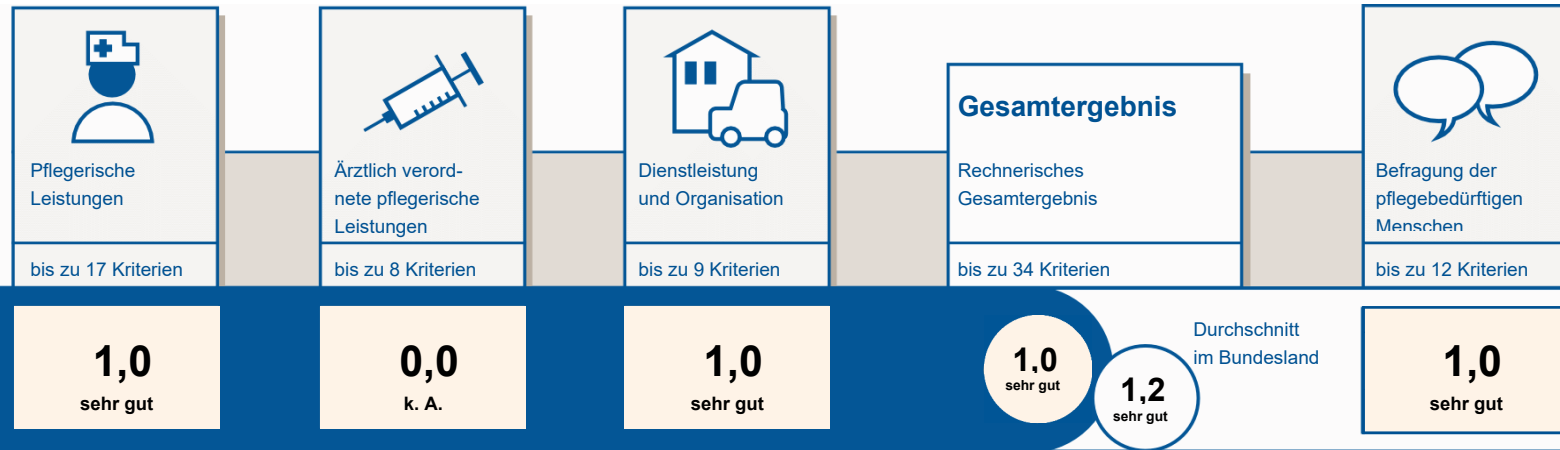 Pflegerische
Leistungen
bis zu 17 Kriterien
1,0
sehr gut
Ärztlich verord-
nete pflegerische
Leistungen
bis zu 8 Kriterien
0,0
k. A.
Dienstleistung
und Organisation
bis zu 9 Kriterien
1,0
sehr gut
Gesamtergebnis
Rechnerisches
Gesamtergebnis
bis zu 34 Kriterien
1,0
sehr gut
1,2
sehr gut
Durchschnitt
im Bundesland
Befragung der
pflegebedürftigen
Menschen
bis zu 12 Kriterien
1,0
sehr gut